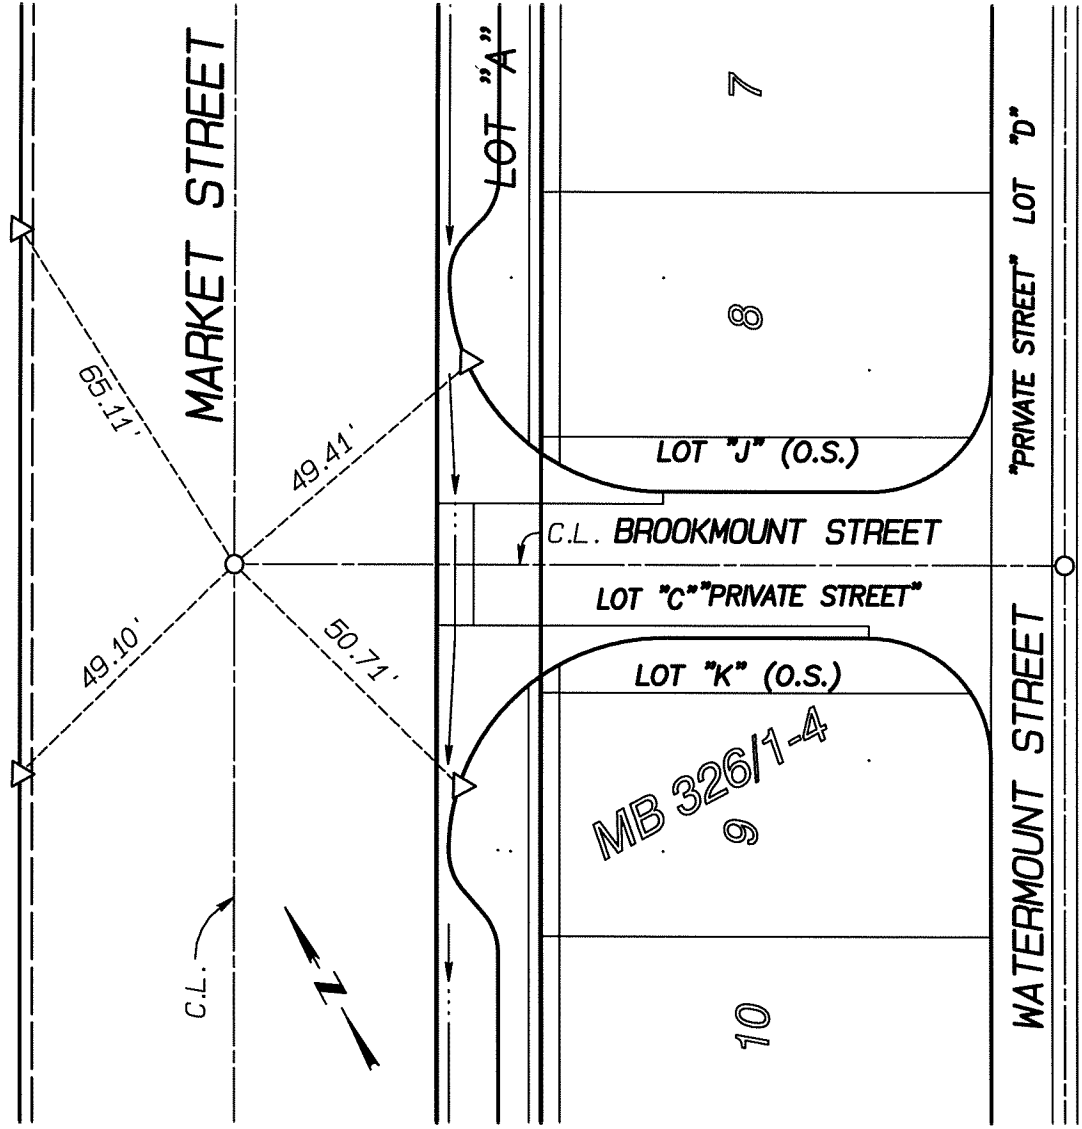 MARKET STREET
LOT "A"
7
"PRIVATE STREET" LOT "D"
8
65.11'
49.41'
LOT "J" (O.S.)
C.L. BROOKMOUNT STREET
LOT "C" "PRIVATE STREET"
49.10'
50.71'
LOT "K" (O.S.)
MB 326/1-4
9
WATERMOUNT STREET
C.L.
N
10